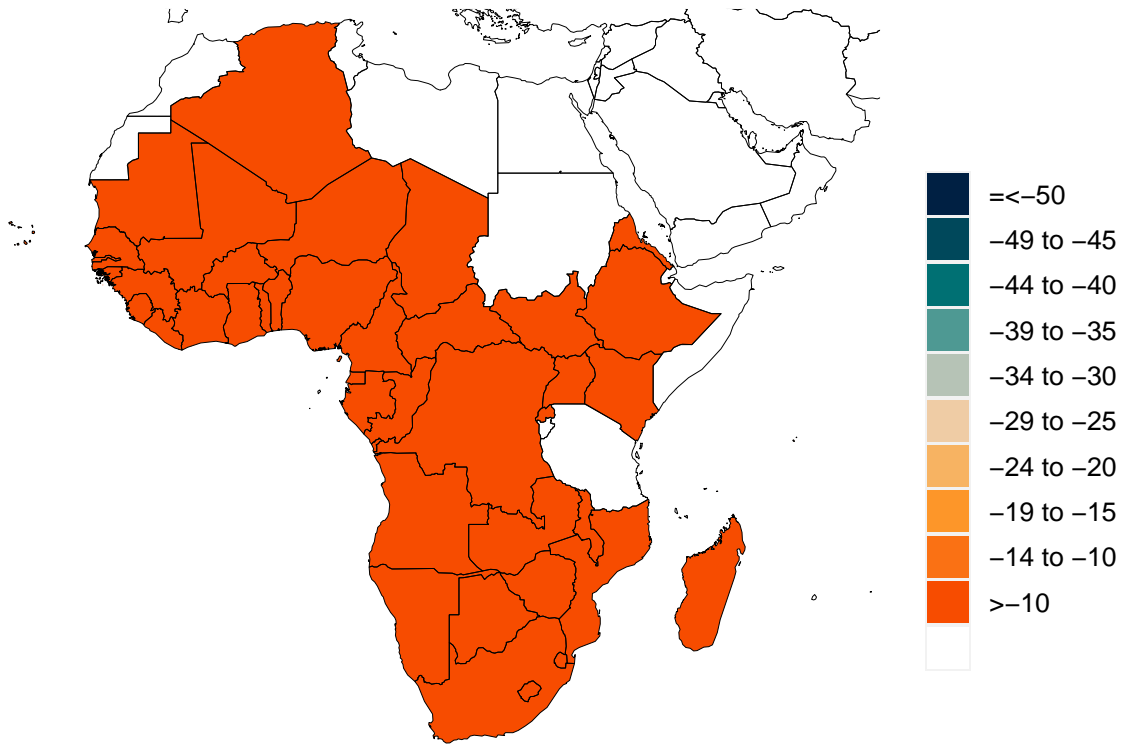 =<−50
−49 to −45
−44 to −40
−39 to −35
−34 to −30
−29 to −25
−24 to −20
−19 to −15
−14 to −10
>−10